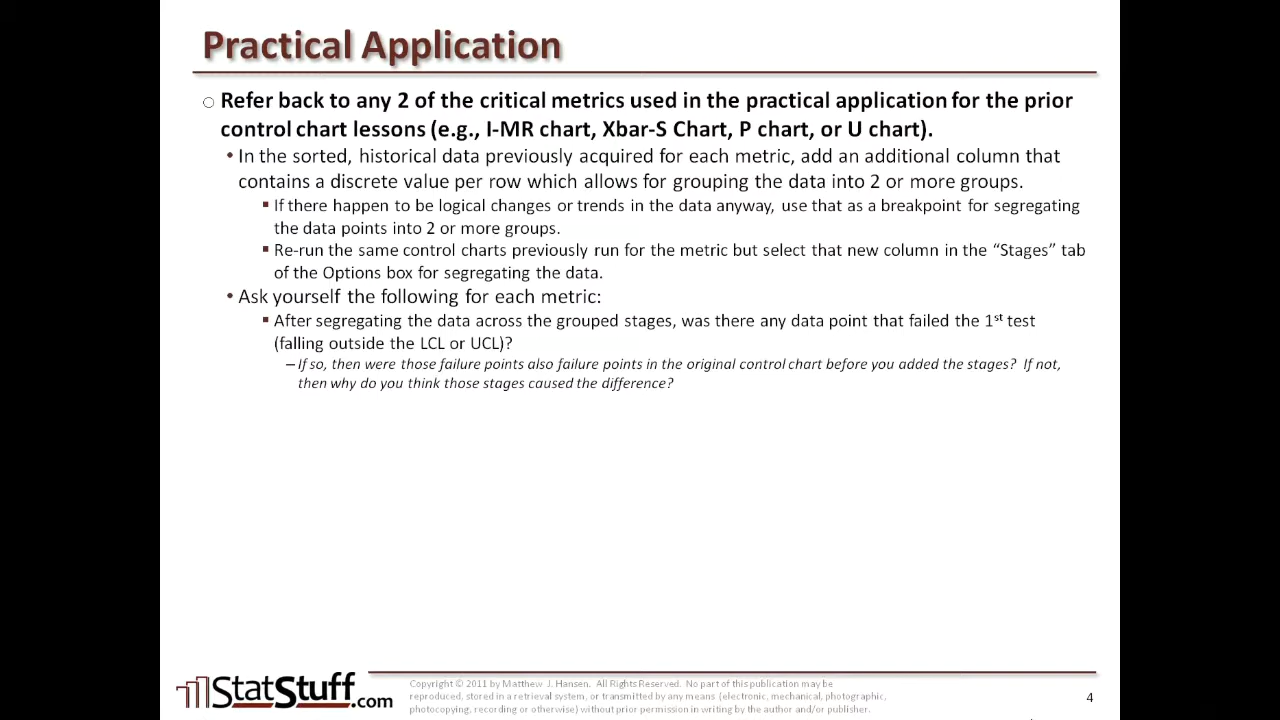 Practical Application
○ Refer back to any 2 of the critical metrics used in the practical application for the prior
control chart lessons (e.g., I-MR chart, Xbar-S Chart, P chart, or U chart).
• In the sorted, historical data previously acquired for each metric, add an additional column that
contains a discrete value per row which allows for grouping the data into 2 or more groups.
▪ If there happen to be logical changes or trends in the data anyway, use that as a breakpoint for segregating
the data points into 2 or more groups.
▪ Re-run the same control charts previously run for the metric but select that new column in the “Stages” tab
of the Options box for segregating the data.
• Ask yourself the following for each metric:
▪ After segregating the data across the grouped stages, was there any data point that failed the 1st test
(falling outside the LCL or UCL)?
– If so, then were those failure points also failure points in the original control chart before you added the stages? If not,
then why do you think those stages caused the difference?
StatStuff.com
Copyright © 2011 by Matthew J. Hansen. All Rights Reserved. No part of this publication may be
reproduced, stored in a retrieval system, or transmitted by any means (electronic, mechanical, photographic,
photocopying, recording or otherwise) without prior permission in writing by the author and/or publisher.
4